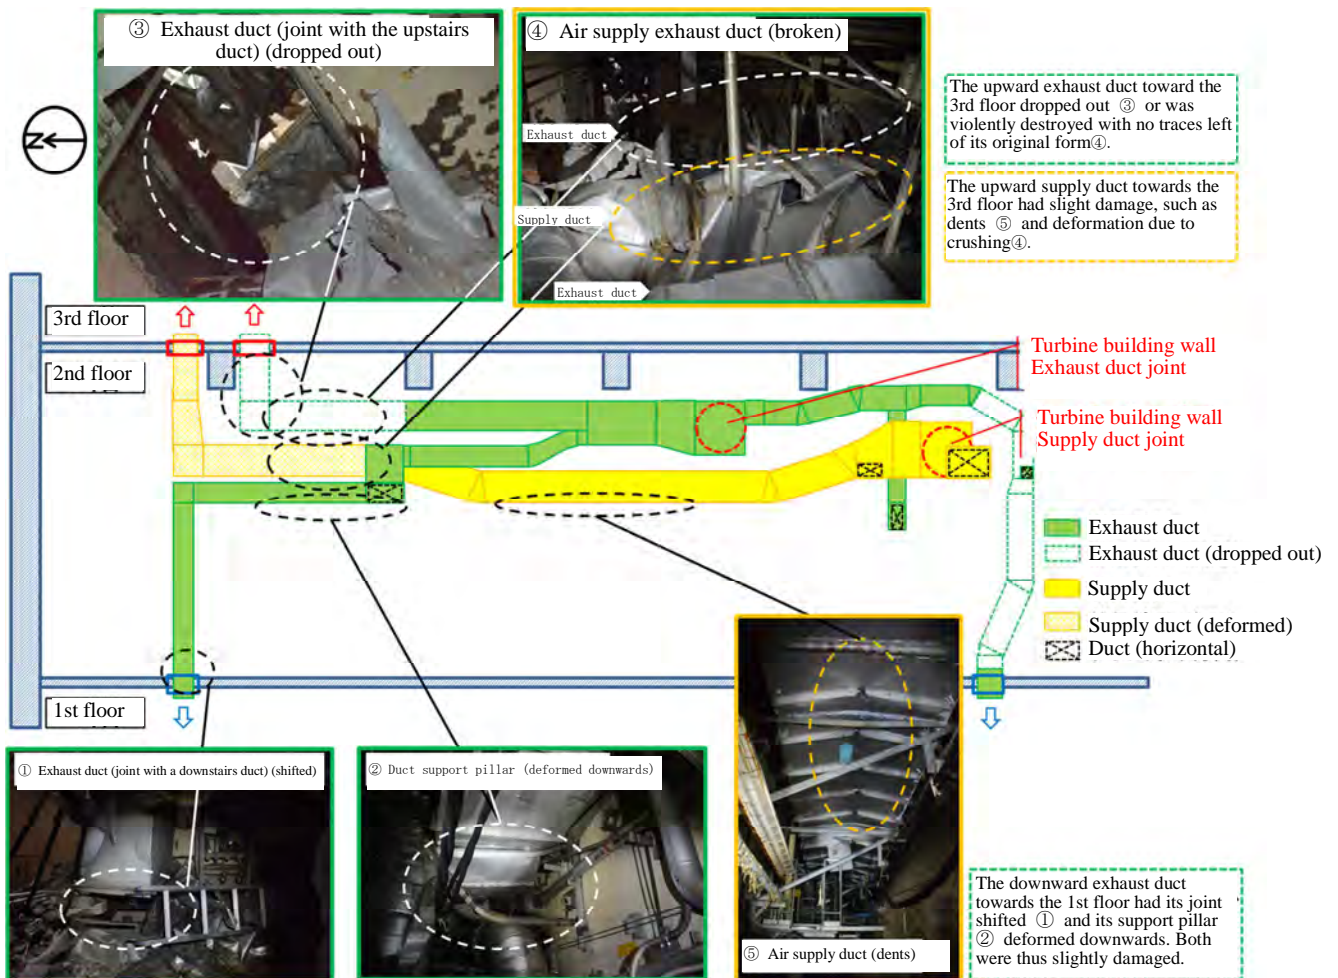 ③ Exhaust duct (joint with the upstairs
duct) (dropped out)
④ Air supply exhaust duct (broken)
Exhaust duct
Supply duct
Exhaust duct
The upward exhaust duct toward the
3rd floor dropped out ③ or was
violently destroyed with no traces left
of its original form④.
The upward supply duct towards the
3rd floor had slight damage, such as
dents ⑤ and deformation due to
crushing④.
N
3rd floor
2nd floor
1st floor
Turbine building wall
Exhaust duct joint
Turbine building wall
Supply duct joint
Exhaust duct
Exhaust duct (dropped out)
Supply duct
Supply duct (deformed)
Duct (horizontal)
① Exhaust duct (joint with a downstairs duct) (shifted)
② Duct support pillar (deformed downwards)
⑤ Air supply duct (dents)
The downward exhaust duct
towards the 1st floor had its joint
shifted ① and its support pillar
② deformed downwards. Both
were thus slightly damaged.